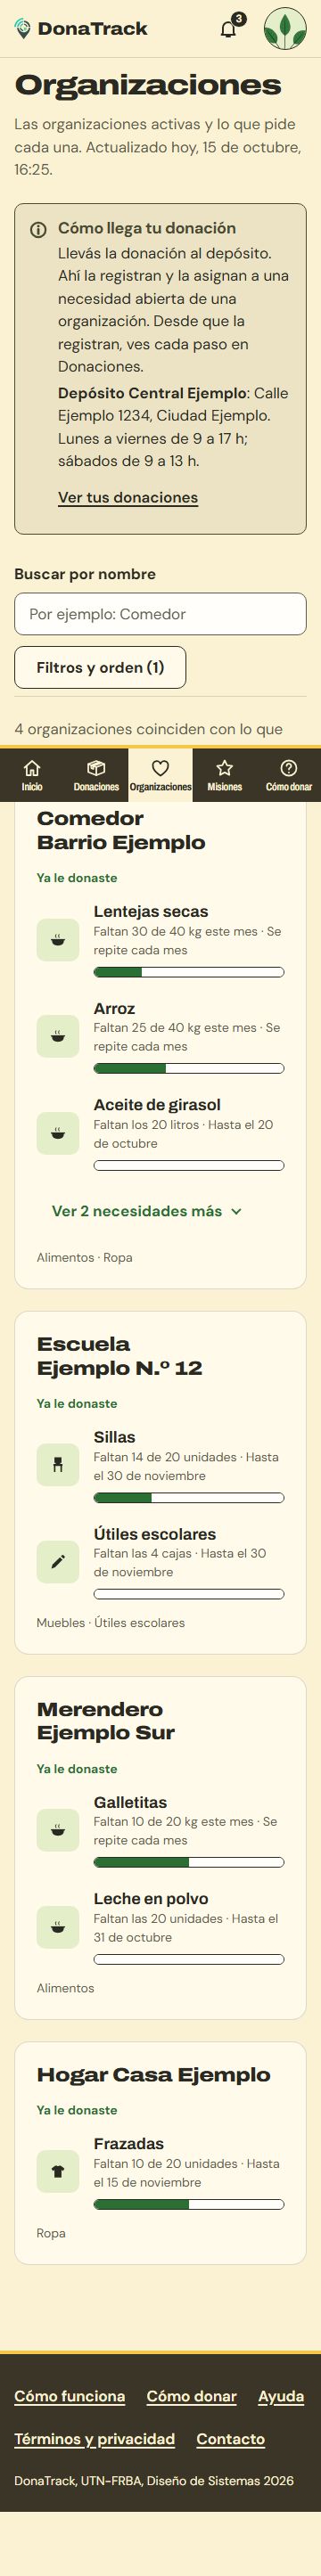 DonaTrack
3
Organizaciones
Las organizaciones activas y lo que pide
cada una. Actualizado hoy, 15 de octubre,
16:25.
Cómo llega tu donación
Llevás la donación al depósito.
Ahí la registran y la asignan a una
necesidad abierta de una
organización. Desde que la
registran, ves cada paso en
Donaciones.
Depósito Central Ejemplo: Calle
Ejemplo 1234, Ciudad Ejemplo.
Lunes a viernes de 9 a 17 h;
sábados de 9 a 13 h.
Ver tus donaciones
Buscar por nombre
Por ejemplo: Comedor
Filtros y orden (1)
4 organizaciones coinciden con lo que
Inicio
Donaciones
Organizaciones
Misiones
Cómo donar
Comedor
Barrio Ejemplo
Ya le donaste
Lentejas secas
Faltan 30 de 40 kg este mes · Se
repite cada mes
Arroz
Faltan 25 de 40 kg este mes · Se
repite cada mes
Aceite de girasol
Faltan los 20 litros · Hasta el 20
de octubre
Ver 2 necesidades más
Alimentos · Ropa
Escuela
Ejemplo N.º 12
Ya le donaste
Sillas
Faltan 14 de 20 unidades · Hasta
el 30 de noviembre
Útiles escolares
Faltan las 4 cajas · Hasta el 30
de noviembre
Muebles · Útiles escolares
Merendero
Ejemplo Sur
Ya le donaste
Galletitas
Faltan 10 de 20 kg este mes · Se
repite cada mes
Leche en polvo
Faltan las 20 unidades · Hasta el
31 de octubre
Alimentos
Hogar Casa Ejemplo
Ya le donaste
Frazadas
Faltan 10 de 20 unidades · Hasta
el 15 de noviembre
Ropa
Cómo funciona
Cómo donar
Ayuda
Términos y privacidad
Contacto
DonaTrack, UTN-FRBA, Diseño de Sistemas 2026